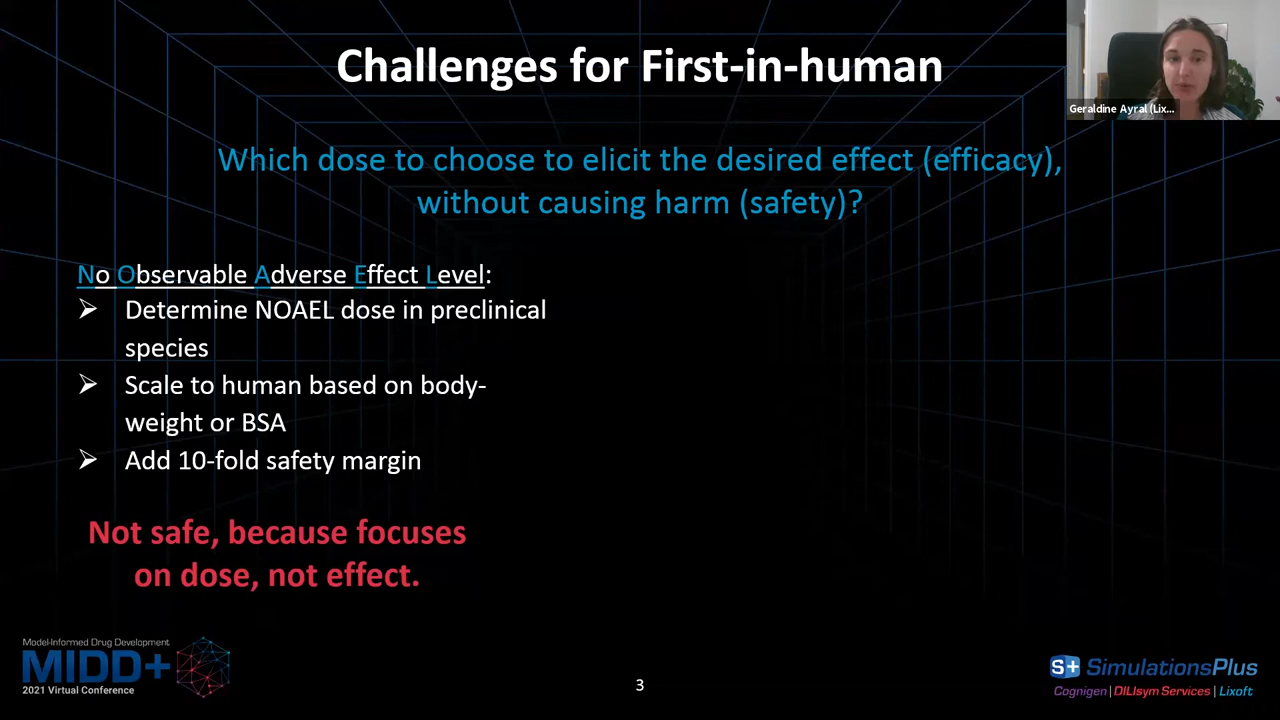 Challenges for First-in-human
Geraldine Ayral (Lix...
Which dose to choose to elicit the desired effect (efficacy),
without causing harm (safety)?
No Observable Adverse Effect Level:
➢ Determine NOAEL dose in preclinical
species
➢ Scale to human based on body-
weight or BSA
➢ Add 10-fold safety margin
Not safe, because focuses
on dose, not effect.
Model-Informed Drug Development
MIDD+
2021 Virtual Conference
3
S+ SimulationsPlus
Cognigen | DILIsym Services | Lixoft